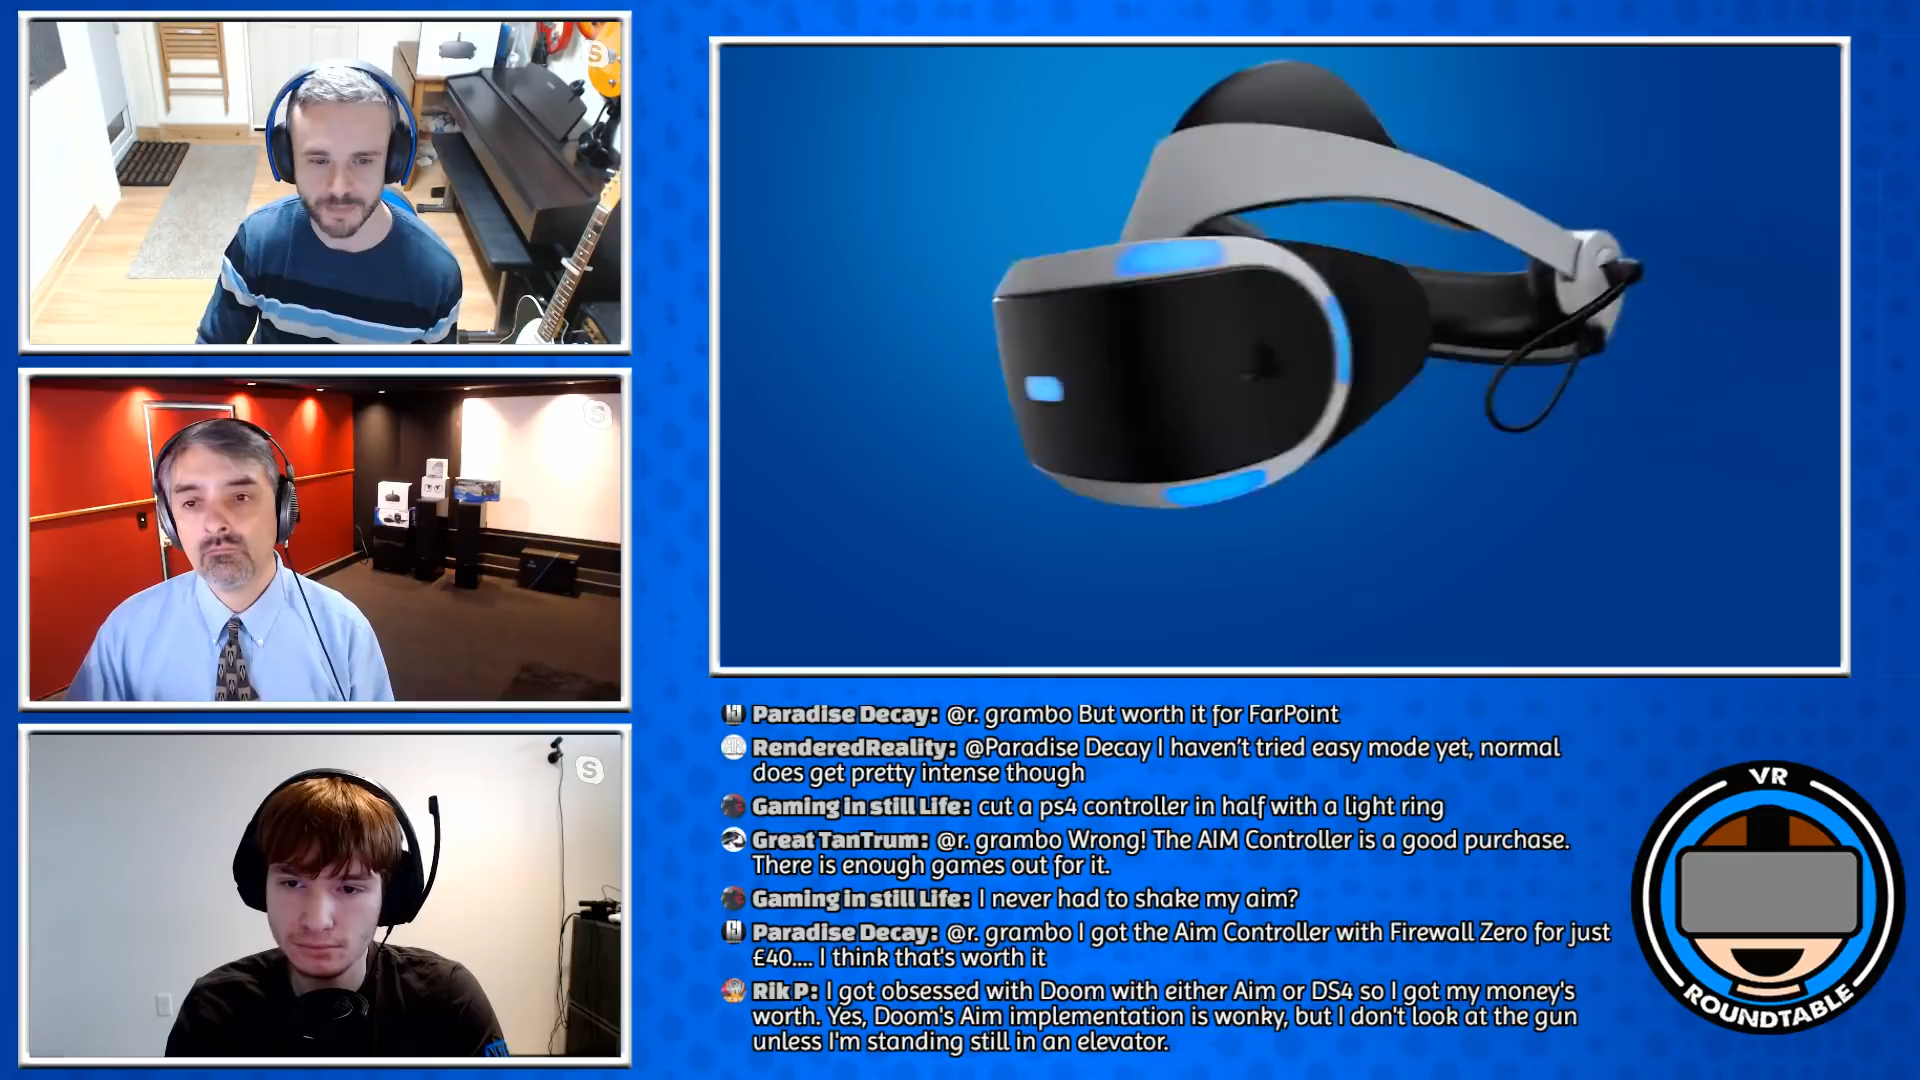 Paradise Decay: @r. grambo But worth it for FarPoint
RenderedReality: @Paradise Decay I haven't tried easy mode yet, normal
does get pretty intense though
Gaming in still Life: cut a ps4 controller in half with a light ring
Great TanTrum: @r. grambo Wrong! The AIM Controller is a good purchase.
There is enough games out for it.
Gaming in still Life: I never had to shake my aim?
Paradise Decay: @r. grambo I got the Aim Controller with Firewall Zero for just
£40.... I think that's worth it
Rik P: I got obsessed with Doom with either Aim or DS4 so I got my money's
worth. Yes, Doom's Aim implementation is wonky, but I don't look at the gun
unless I'm standing still in an elevator.
VR
ROUNDTABLE
S
S
S